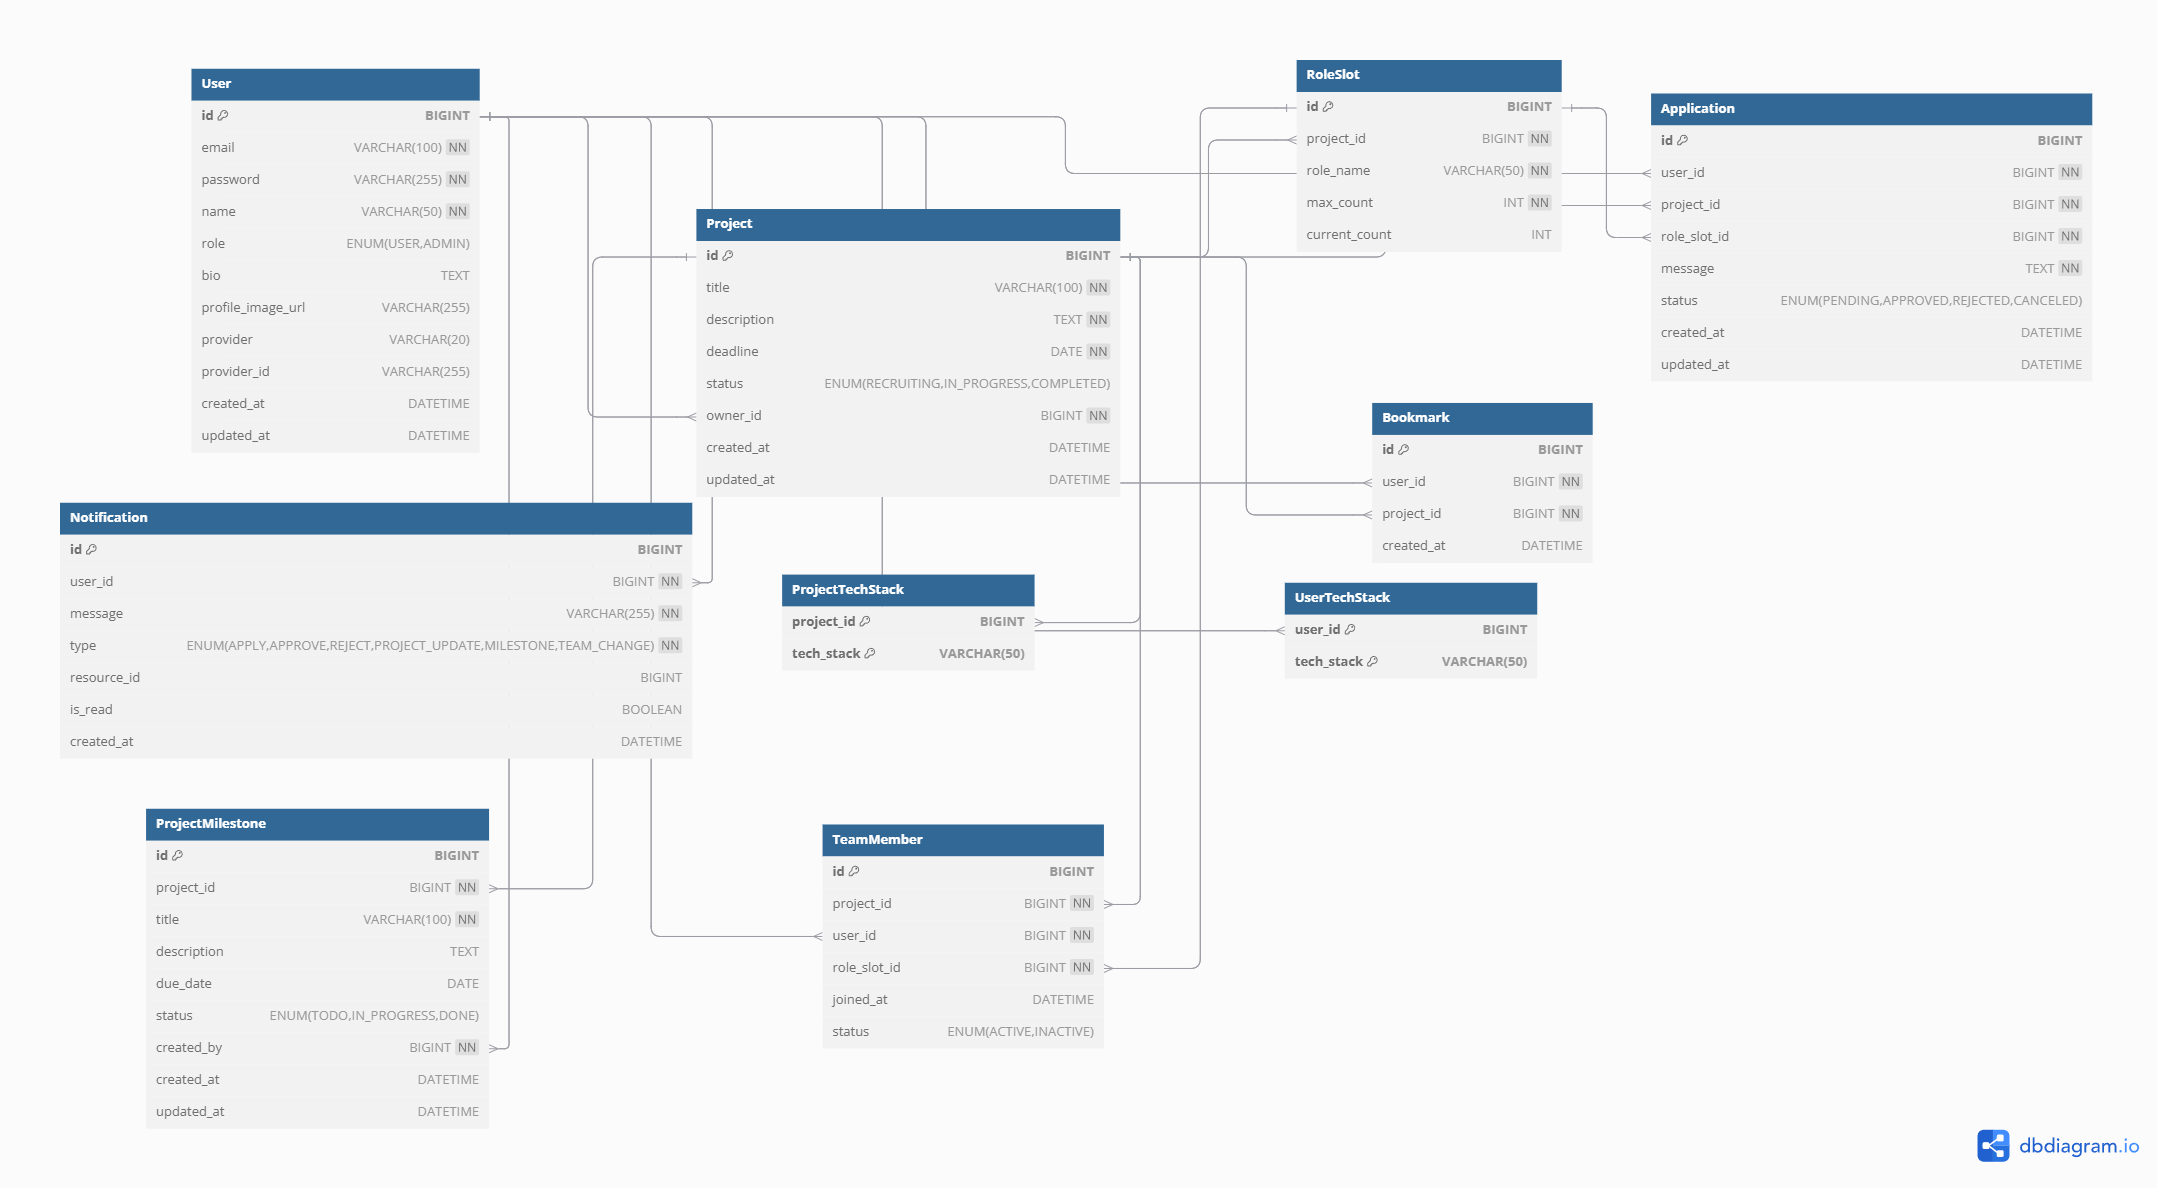 User
id BIGINT
email VARCHAR(100) NN
password VARCHAR(255) NN
name VARCHAR(50) NN
role ENUM(USER,ADMIN)
bio TEXT
profile_image_url VARCHAR(255)
provider VARCHAR(20)
provider_id VARCHAR(255)
created_at DATETIME
updated_at DATETIME
Project
id BIGINT
title VARCHAR(100) NN
description TEXT NN
deadline DATE NN
status ENUM(RECRUITING,IN_PROGRESS,COMPLETED)
owner_id BIGINT NN
created_at DATETIME
updated_at DATETIME
RoleSlot
id BIGINT
project_id BIGINT NN
role_name VARCHAR(50) NN
max_count INT NN
current_count INT
Application
id BIGINT
user_id BIGINT NN
project_id BIGINT NN
role_slot_id BIGINT NN
message TEXT NN
status ENUM(PENDING,APPROVED,REJECTED,CANCELED)
created_at DATETIME
updated_at DATETIME
Bookmark
id BIGINT
user_id BIGINT NN
project_id BIGINT NN
created_at DATETIME
Notification
id BIGINT
user_id BIGINT NN
message VARCHAR(255) NN
type ENUM(APPLY,APPROVE,REJECT,PROJECT_UPDATE,MILESTONE,TEAM_CHANGE) NN
resource_id BIGINT
is_read BOOLEAN
created_at DATETIME
ProjectTechStack
project_id BIGINT
tech_stack VARCHAR(50)
UserTechStack
user_id BIGINT
tech_stack VARCHAR(50)
ProjectMilestone
id BIGINT
project_id BIGINT NN
title VARCHAR(100) NN
description TEXT
due_date DATE
status ENUM(TODO,IN_PROGRESS,DONE)
created_by BIGINT NN
created_at DATETIME
updated_at DATETIME
TeamMember
id BIGINT
project_id BIGINT NN
user_id BIGINT NN
role_slot_id BIGINT NN
joined_at DATETIME
status ENUM(ACTIVE,INACTIVE)
dbdiagram.io